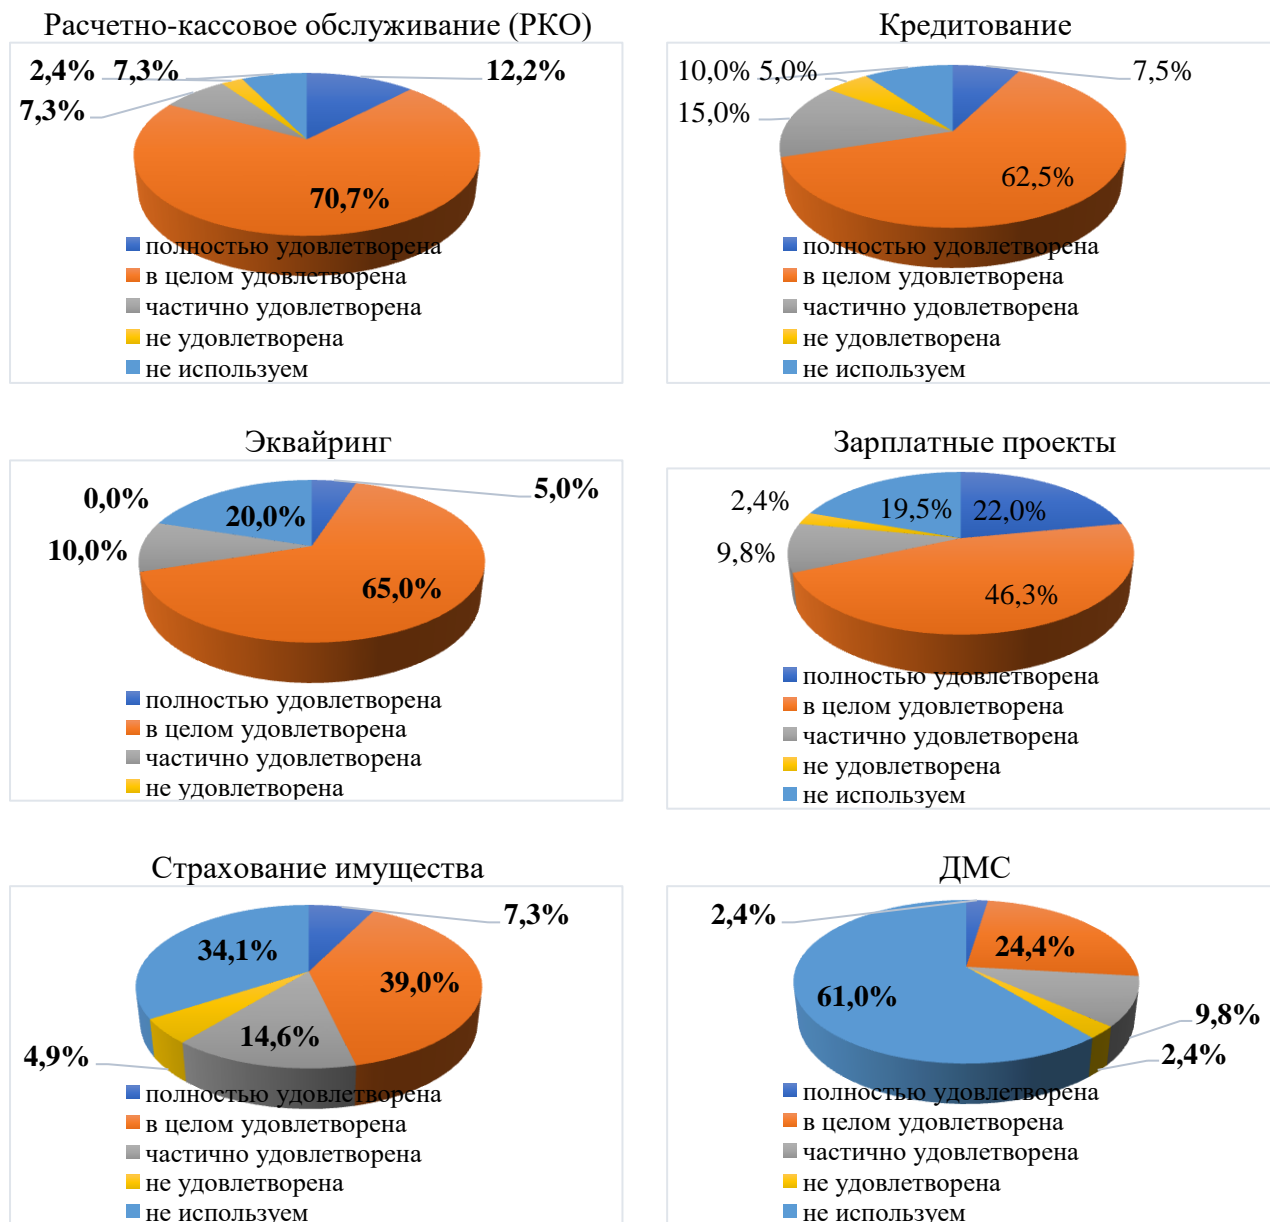 Расчетно-кассовое обслуживание (РКО)
2,4%
7,3%
12,2%
7,3%
70,7%
полностью удовлетворена
в целом удовлетворена
частично удовлетворена
не удовлетворена
не используем
Кредитование
10,0%
5,0%
7,5%
15,0%
62,5%
полностью удовлетворена
в целом удовлетворена
частично удовлетворена
не удовлетворена
не используем
Эквайринг
0,0%
5,0%
20,0%
10,0%
65,0%
полностью удовлетворена
в целом удовлетворена
частично удовлетворена
не удовлетворена
Зарплатные проекты
2,4%
19,5%
22,0%
9,8%
46,3%
полностью удовлетворена
в целом удовлетворена
частично удовлетворена
не удовлетворена
не используем
Страхование имущества
7,3%
34,1%
39,0%
14,6%
4,9%
полностью удовлетворена
в целом удовлетворена
частично удовлетворена
не удовлетворена
не используем
ДМС
2,4%
24,4%
61,0%
9,8%
2,4%
полностью удовлетворена
в целом удовлетворена
частично удовлетворена
не удовлетворена
не используем